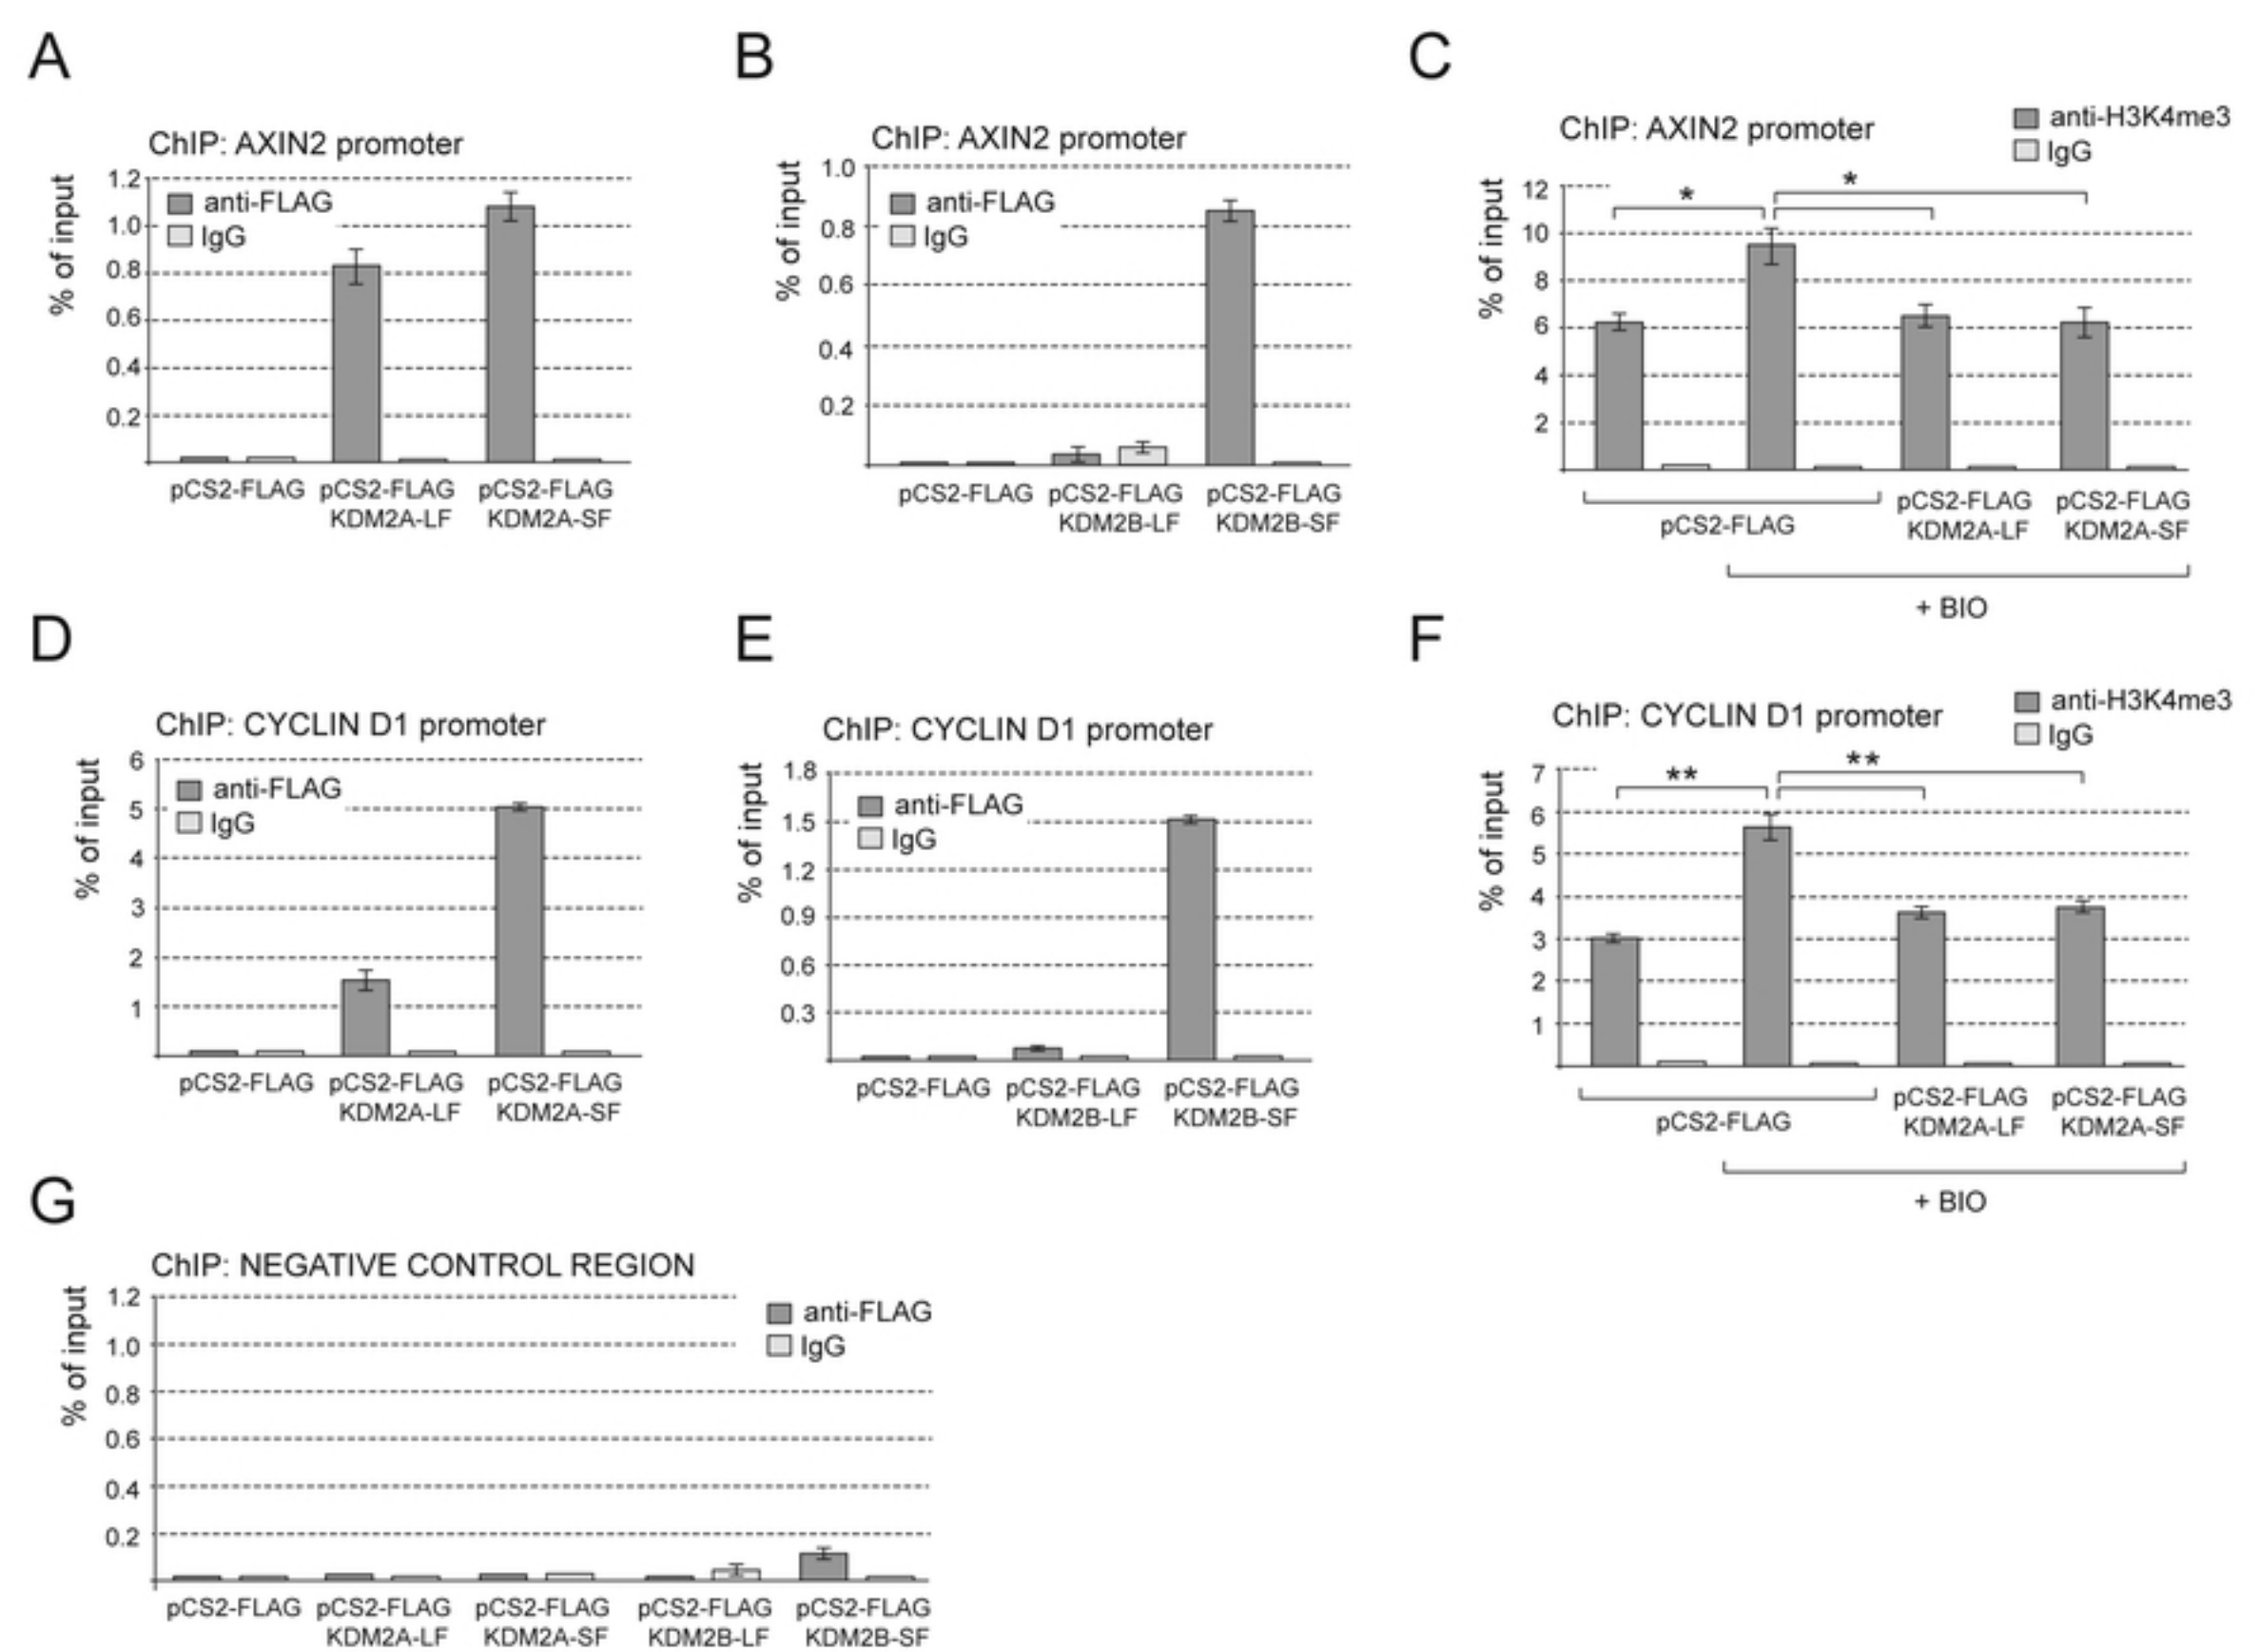 A
ChIP: AXIN2 promoter
% of input
1.2
1.0
0.8
0.6
0.4
0.2
anti-FLAG
IgG
pCS2-FLAG
pCS2-FLAG
KDM2A-LF
pCS2-FLAG
KDM2A-SF
B
ChIP: AXIN2 promoter
% of input
1.0
0.8
0.6
0.4
0.2
anti-FLAG
IgG
pCS2-FLAG
pCS2-FLAG
KDM2B-LF
pCS2-FLAG
KDM2B-SF
C
ChIP: AXIN2 promoter
anti-H3K4me3
IgG
% of input
12
10
8
6
4
2
*
*
pCS2-FLAG
pCS2-FLAG
KDM2A-LF
pCS2-FLAG
KDM2A-SF
+ BIO
D
ChIP: CYCLIN D1 promoter
% of input
6
5
4
3
2
1
anti-FLAG
IgG
pCS2-FLAG
pCS2-FLAG
KDM2A-LF
pCS2-FLAG
KDM2A-SF
E
ChIP: CYCLIN D1 promoter
% of input
1.8
1.5
1.2
0.9
0.6
0.3
anti-FLAG
IgG
pCS2-FLAG
pCS2-FLAG
KDM2B-LF
pCS2-FLAG
KDM2B-SF
F
ChIP: CYCLIN D1 promoter
anti-H3K4me3
IgG
% of input
7
6
5
4
3
2
1
**
**
pCS2-FLAG
pCS2-FLAG
KDM2A-LF
pCS2-FLAG
KDM2A-SF
+ BIO
G
ChIP: NEGATIVE CONTROL REGION
% of input
1.2
1.0
0.8
0.6
0.4
0.2
anti-FLAG
IgG
pCS2-FLAG
pCS2-FLAG
KDM2A-LF
pCS2-FLAG
KDM2A-SF
pCS2-FLAG
KDM2B-LF
pCS2-FLAG
KDM2B-SF